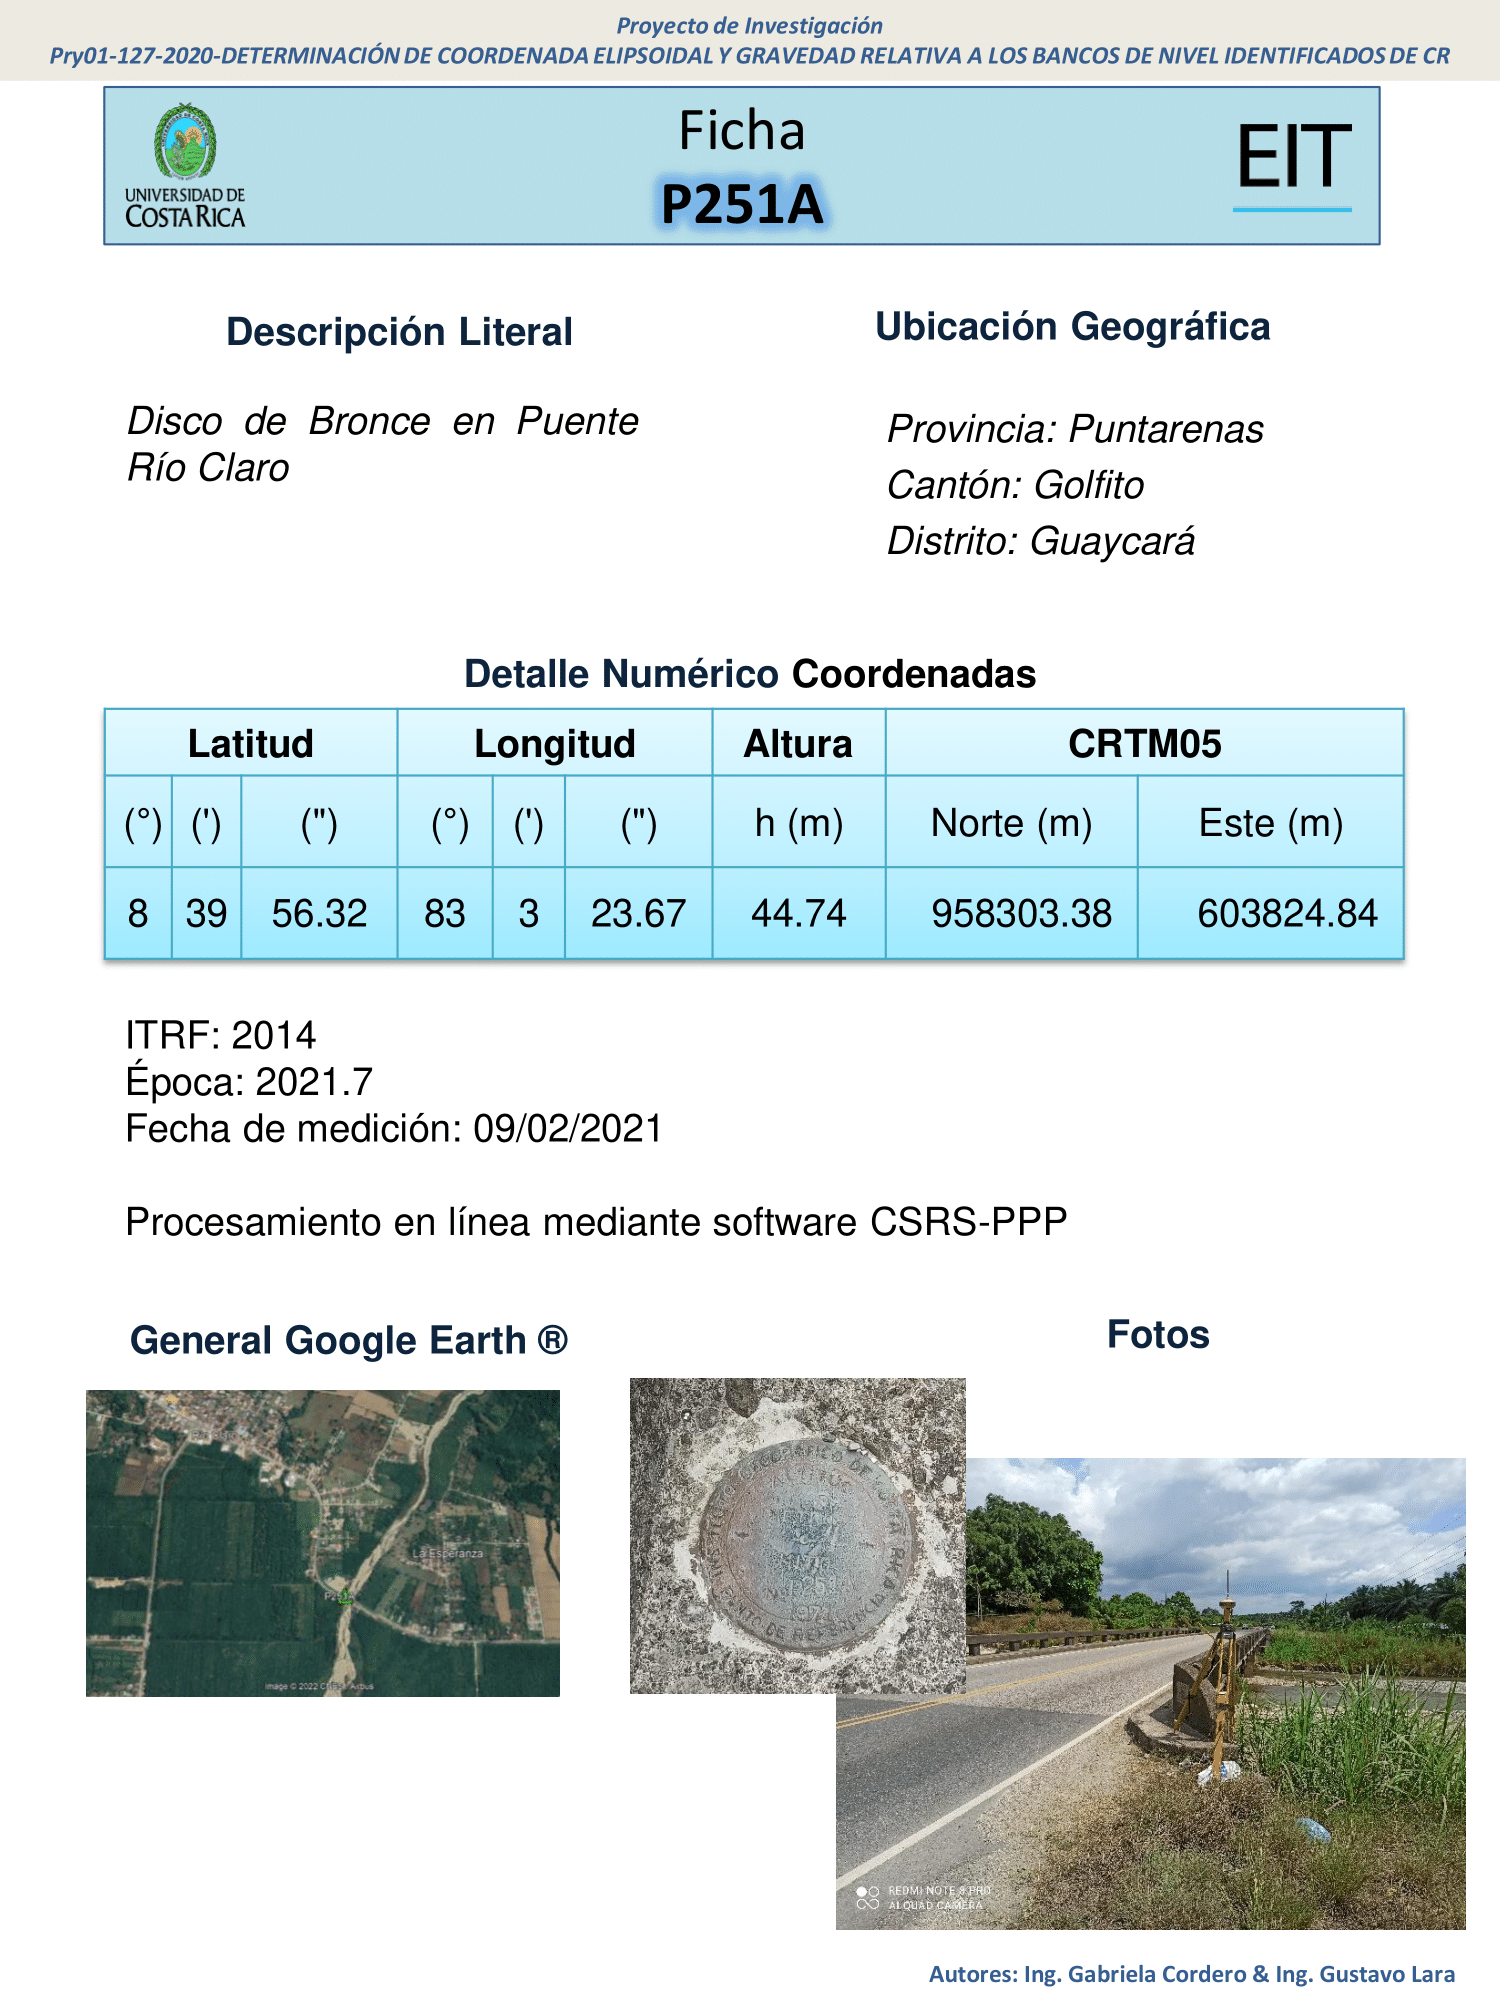 Proyecto de Investigación
Pry01-127-2020-DETERMINACIÓN DE COORDENADA ELIPSOIDAL Y GRAVEDAD RELATIVA A LOS BANCOS DE NIVEL IDENTIFICADOS DE CR
UNIVERSIDAD DE
COSTA RICA
Ficha
P251A
EIT
Descripción Literal
Disco de Bronce en Puente
Río Claro
Ubicación Geográfica
Provincia: Puntarenas
Cantón: Golfito
Distrito: Guaycará
Detalle Numérico Coordenadas
Latitud Longitud Altura CRTM05
(°) (') (") (°) (') (") h (m) Norte (m) Este (m)
8 39 56.32 83 3 23.67 44.74 958303.38 603824.84
ITRF: 2014
Época: 2021.7
Fecha de medición: 09/02/2021
Procesamiento en línea mediante software CSRS-PPP
General Google Earth ®
Fotos
La Esperanza
Image © 2022
REDMI NOTE 8 PRO
AI QUAD CAMERA
Autores: Ing. Gabriela Cordero & Ing. Gustavo Lara